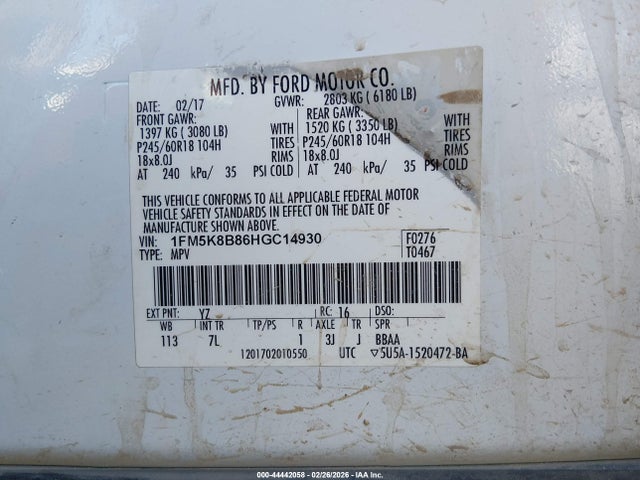 MFD. BY FORD MOTOR CO.
DATE: 02/17 GVWR: 2803 KG ( 6180 LB)
FRONT GAWR: REAR GAWR:
1397 KG ( 3080 LB) WITH 1520 KG ( 3350 LB) WITH
P245/60R18 104H TIRES P245/60R18 104H TIRES
18x8.0J RIMS 18x8.0J RIMS
AT 240 kPa/ 35 PSI COLD AT 240 kPa/ 35 PSI COLD
THIS VEHICLE CONFORMS TO ALL APPLICABLE FEDERAL MOTOR
VEHICLE SAFETY STANDARDS IN EFFECT ON THE DATE OF
MANUFACTURE SHOWN ABOVE.
VIN: 1FM5K8B86HGC14930 F0276
TYPE: MPV T0467
EXT PNT: YZ RC: 16 DSO:
WB INT TR TP/PS R AXLE TR SPR
113 7L 1 3J J BBAA
1201702010550 UTC ▽5U5A-1520472-BA
000-44442058 - 02/26/2026 - IAA Inc.